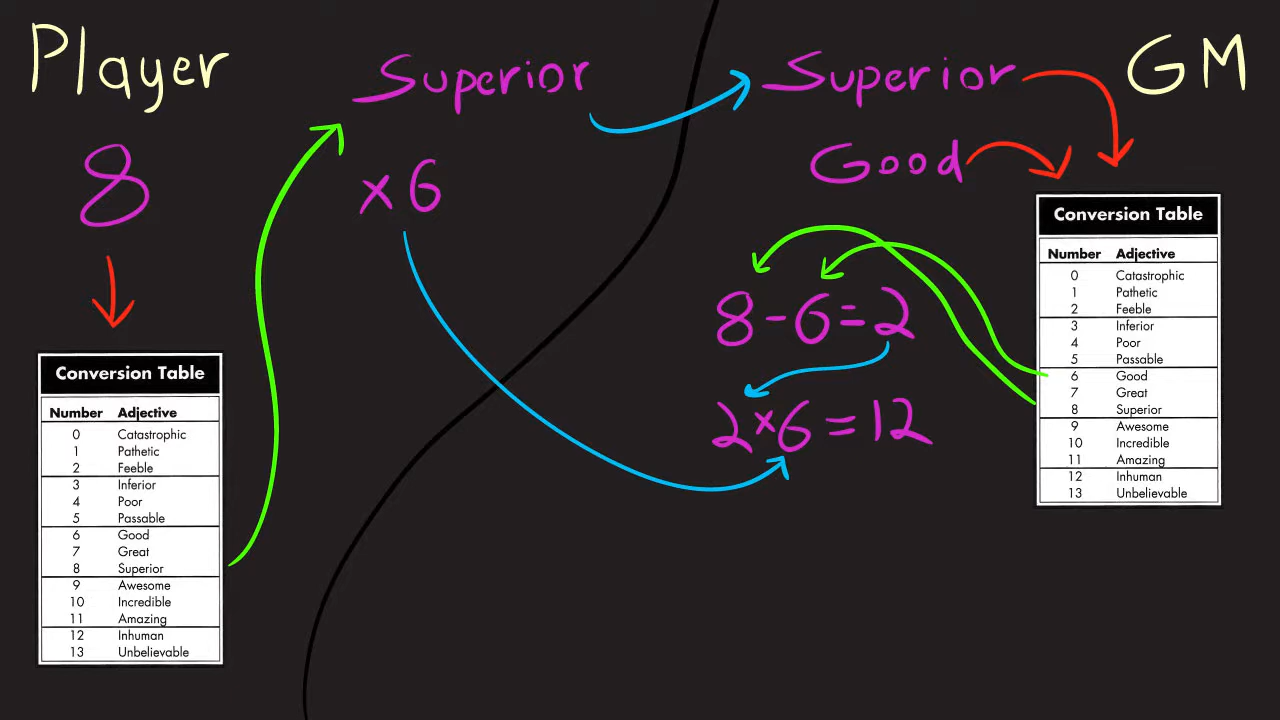 Player
8
Conversion Table
Number Adjective
0 Catastrophic
1 Pathetic
2 Feeble
3 Inferior
4 Poor
5 Passable
6 Good
7 Great
8 Superior
9 Awesome
10 Incredible
11 Amazing
12 Inhuman
13 Unbelievable
Superior
×6
GM
Superior
Good
8-6=2
2×6=12
Conversion Table
Number Adjective
0 Catastrophic
1 Pathetic
2 Feeble
3 Inferior
4 Poor
5 Passable
6 Good
7 Great
8 Superior
9 Awesome
10 Incredible
11 Amazing
12 Inhuman
13 Unbelievable